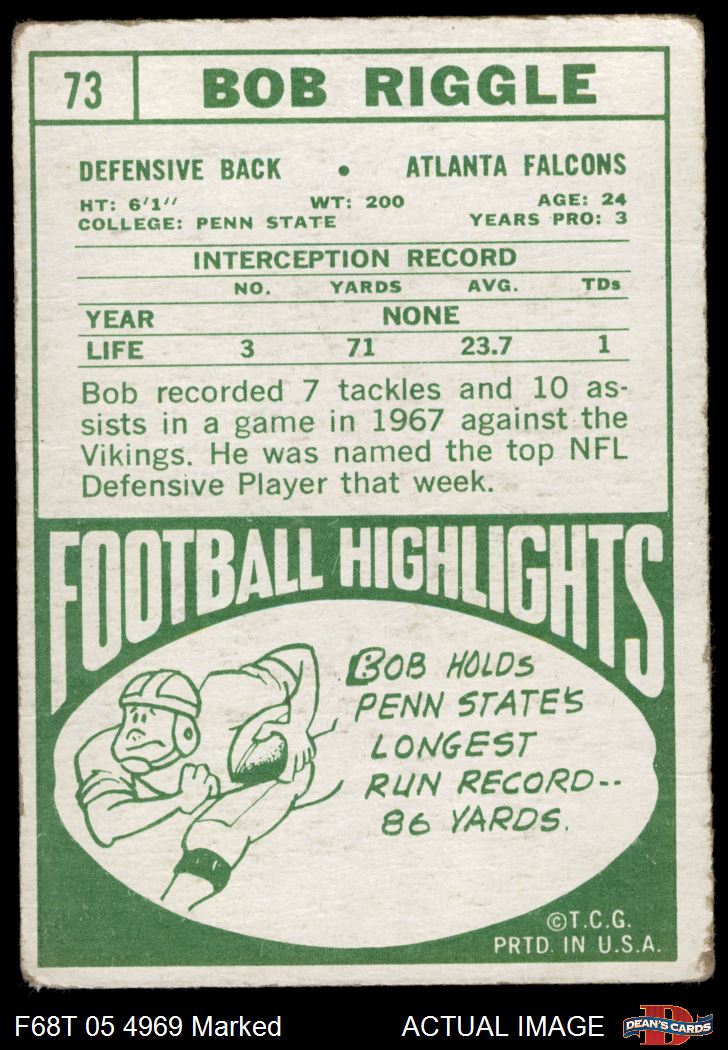 73 BOB RIGGLE
DEFENSIVE BACK • ATLANTA FALCONS
HT: 6'1'' WT: 200 AGE: 24
COLLEGE: PENN STATE YEARS PRO: 3
INTERCEPTION RECORD
NO. YARDS AVG. TDs
YEAR NONE
LIFE 3 71 23.7 1
Bob recorded 7 tackles and 10 as-
sists in a game in 1967 against the
Vikings. He was named the top NFL
Defensive Player that week.
FOOTBALL HIGHLIGHTS
BOB HOLDS
PENN STATE'S
LONGEST
RUN RECORD--
86 YARDS.
©T.C.G.
PRTD. IN U.S.A.
F68T 05 4969 Marked ACTUAL IMAGE D DEAN'S CARDS